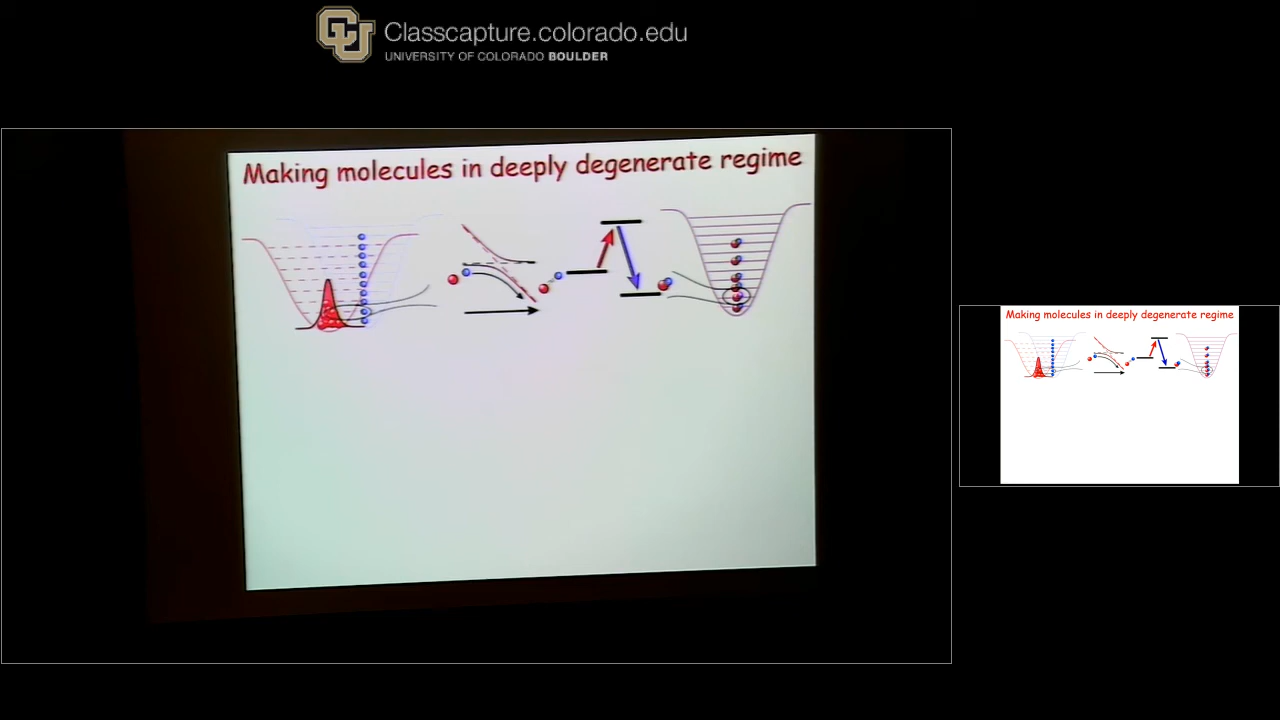 Classcapture.colorado.edu
UNIVERSITY OF COLORADO BOULDER
Making molecules in deeply degenerate regime
Making molecules in deeply degenerate regime